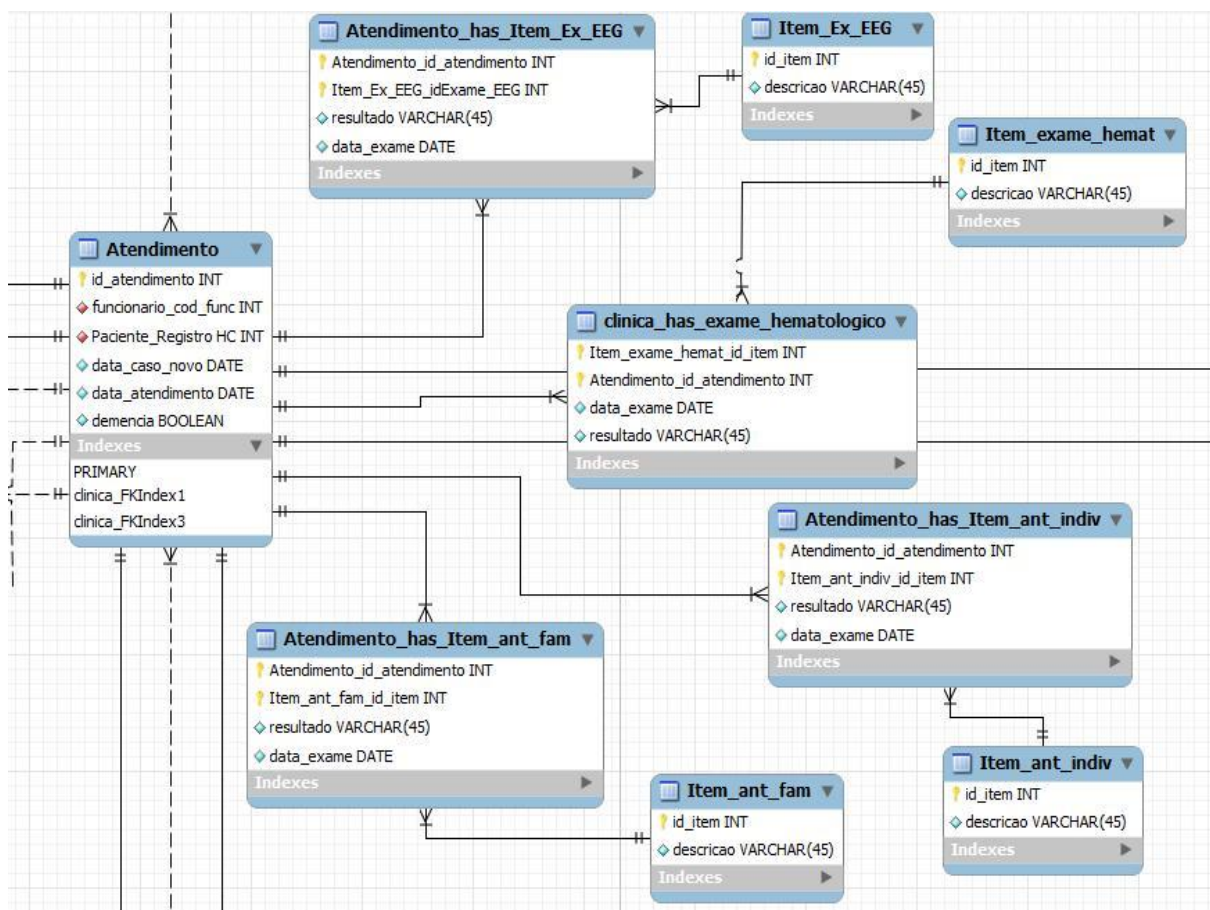 Atendimento_has_Item_Ex_EEG
Atendimento_id_atendimento INT
Item_Ex_EEG_idExame_EEG INT
resultado VARCHAR(45)
data_exame DATE
Indexes
Item_Ex_EEG
id_item INT
descricao VARCHAR(45)
Indexes
Item_exame_hemat
id_item INT
descricao VARCHAR(45)
Indexes
Atendimento
id_atendimento INT
funcionario_cod_func INT
Paciente_Registro HC INT
data_caso_novo DATE
data_atendimento DATE
demencia BOOLEAN
Indexes
PRIMARY
clinica_FKIndex1
clinica_FKIndex3
clinica_has_exame_hematologico
Item_exame_hemat_id_item INT
Atendimento_id_atendimento INT
data_exame DATE
resultado VARCHAR(45)
Indexes
Atendimento_has_Item_ant_indiv
Atendimento_id_atendimento INT
Item_ant_indiv_id_item INT
resultado VARCHAR(45)
data_exame DATE
Indexes
Atendimento_has_Item_ant_fam
Atendimento_id_atendimento INT
Item_ant_fam_id_item INT
resultado VARCHAR(45)
data_exame DATE
Indexes
Item_ant_fam
id_item INT
descricao VARCHAR(45)
Indexes
Item_ant_indiv
id_item INT
descricao VARCHAR(45)
Indexes